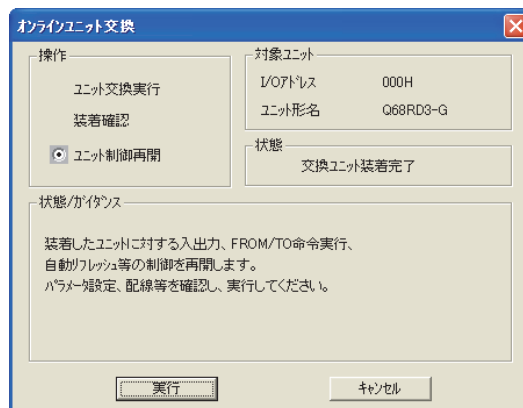 オンラインユニット交換
操作
ユニット交換実行
装着確認
ユニット制御再開
対象ユニット
I/Oアドレス 000H
ユニット形名 Q68RD3-G
状態
交換ユニット装着完了
状態/ガイダンス
装着したユニットに対する入出力、FROM/TO命令実行、
自動リフレッシュ等の制御を再開します。
パラメータ設定、配線等を確認し、実行してください。
実行
キャンセル